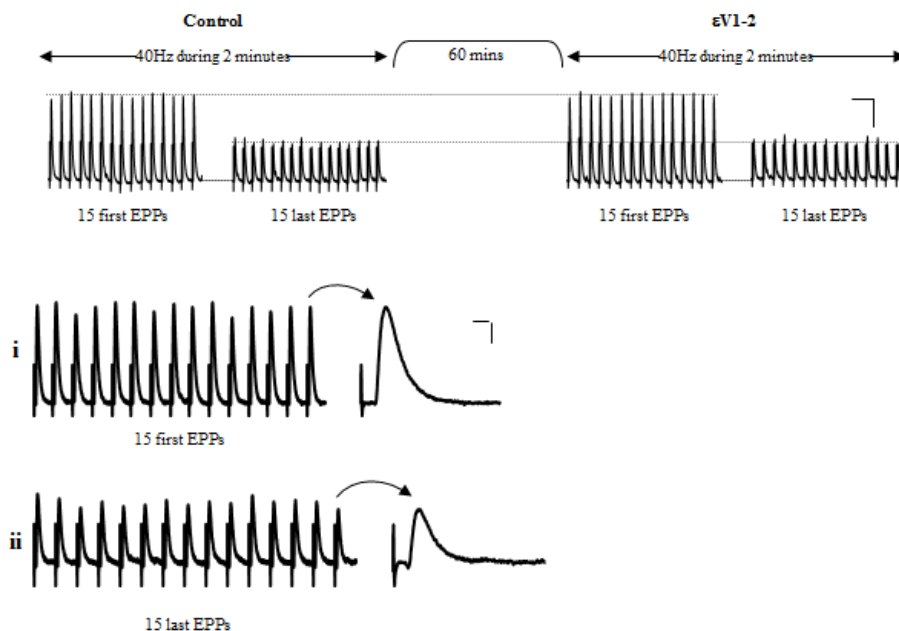 Control
εV1-2
40Hz during 2 minutes
60 mins
40Hz during 2 minutes
15 first EPPs
15 last EPPs
15 first EPPs
15 last EPPs
i
15 first EPPs
ii
15 last EPPs